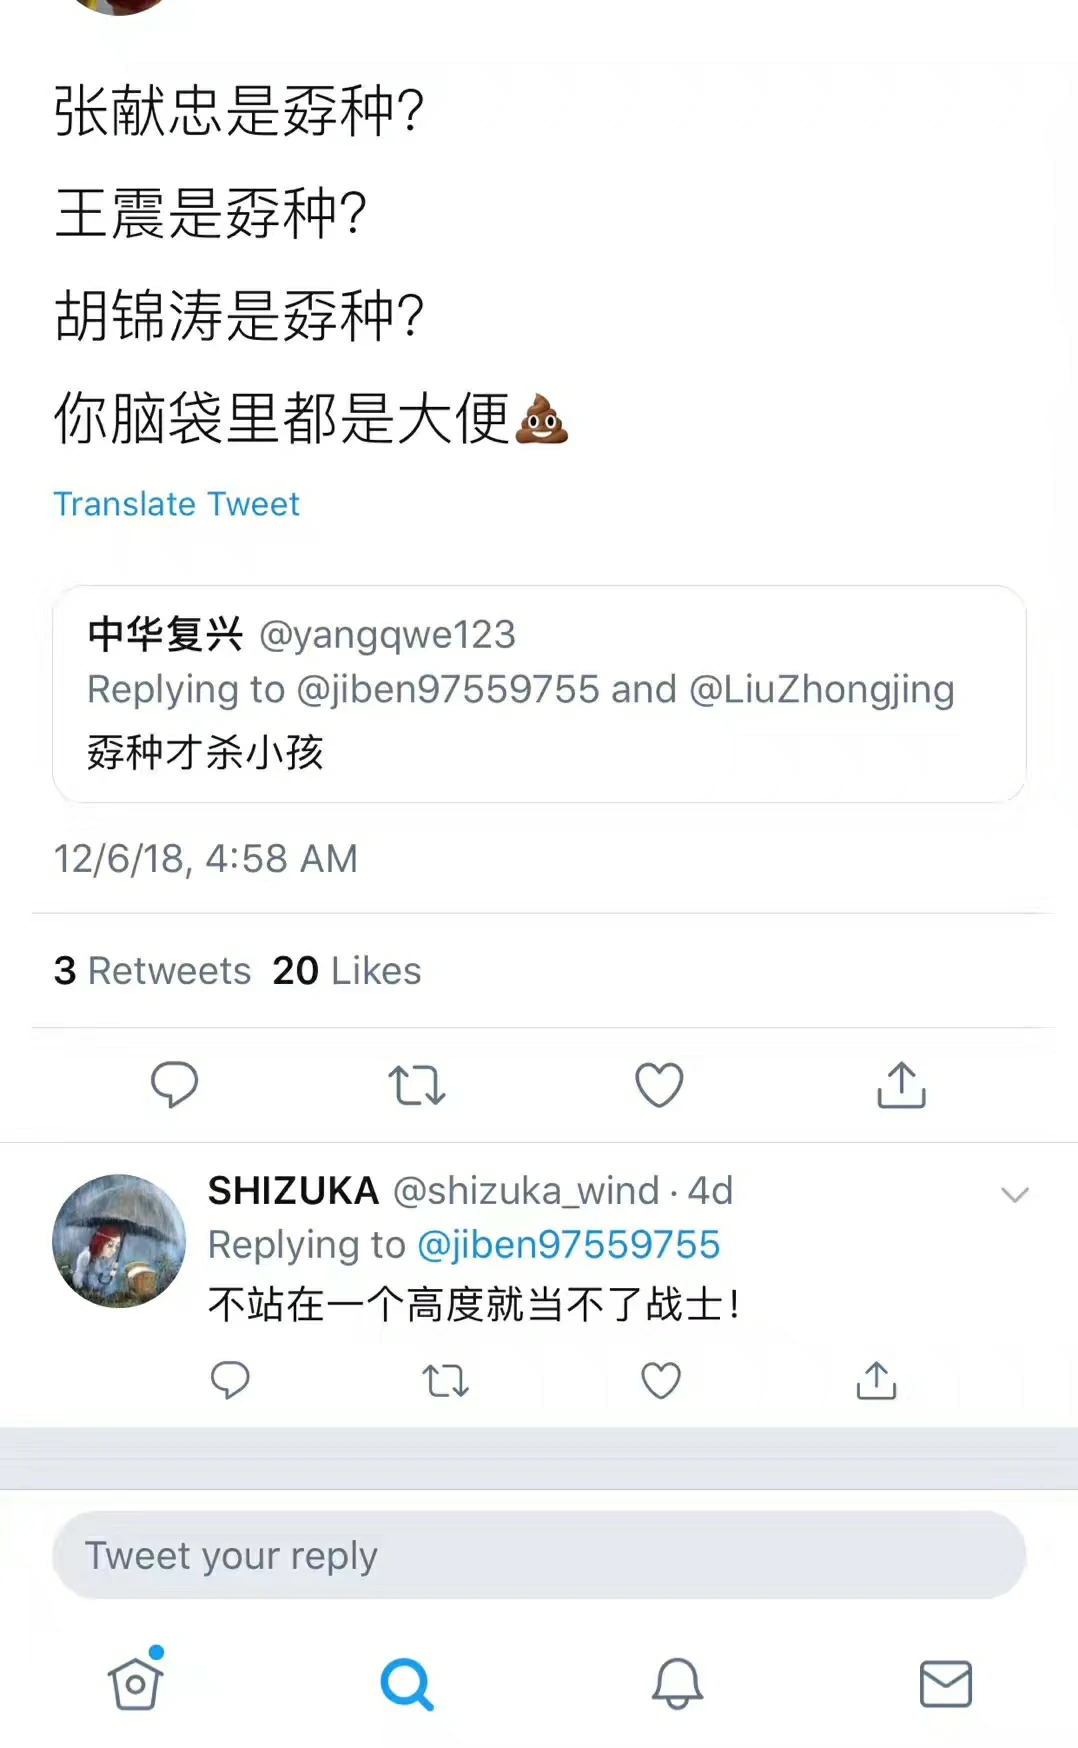 张献忠是孬种?
王震是孬种?
胡锦涛是孬种?
你脑袋里都是大便💩
Translate Tweet
中华复兴 @yangqwe123
Replying to @jiben97559755 and @LiuZhongjing
孬种才杀小孩
12/6/18, 4:58 AM
3 Retweets 20 Likes
SHIZUKA @shizuka_wind · 4d
Replying to @jiben97559755
不站在一个高度就当不了战士!
Tweet your reply